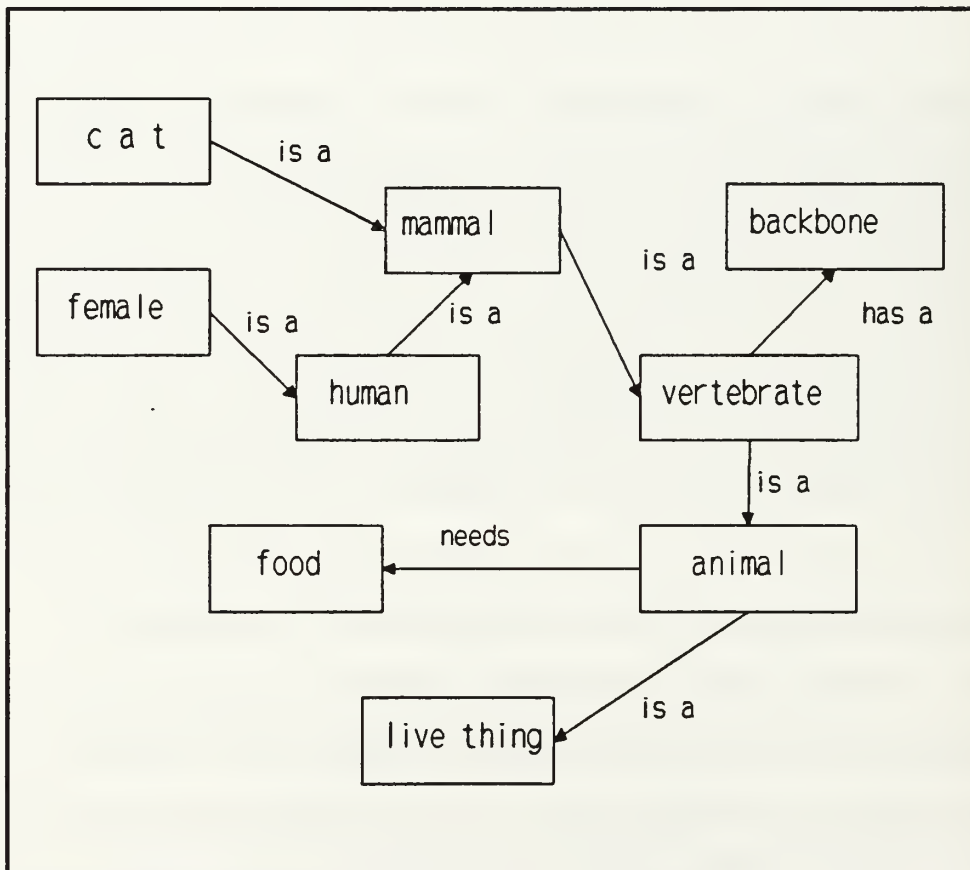 cat
is a
mammal
backbone
is a
female
is a
is a
has a
human
vertebrate
is a
needs
food
animal
is a
live thing